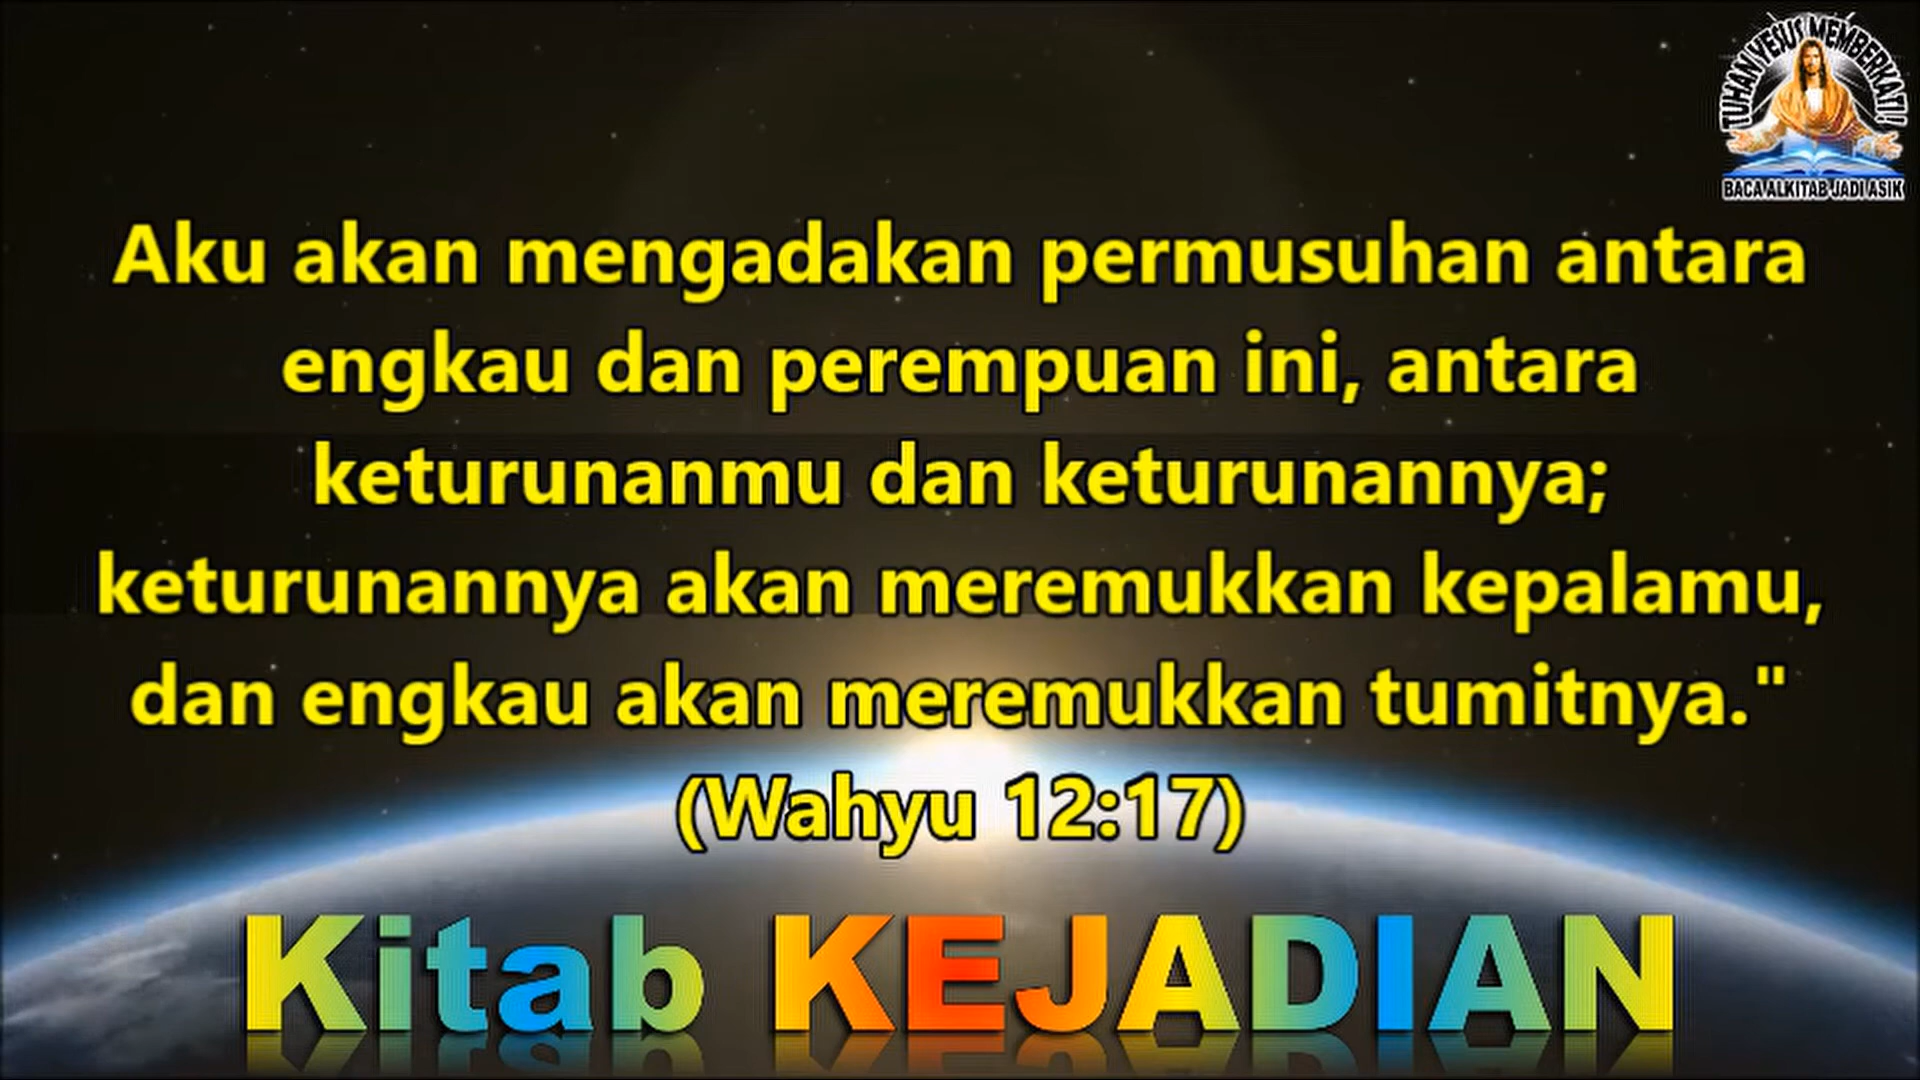 TUHAN YESUS MEMBERKATI!
BACA ALKITAB JADI ASIK
Aku akan mengadakan permusuhan antara
engkau dan perempuan ini, antara
keturunanmu dan keturunannya;
keturunannya akan meremukkan kepalamu,
dan engkau akan meremukkan tumitnya."
(Wahyu 12:17)
Kitab KEJADIAN